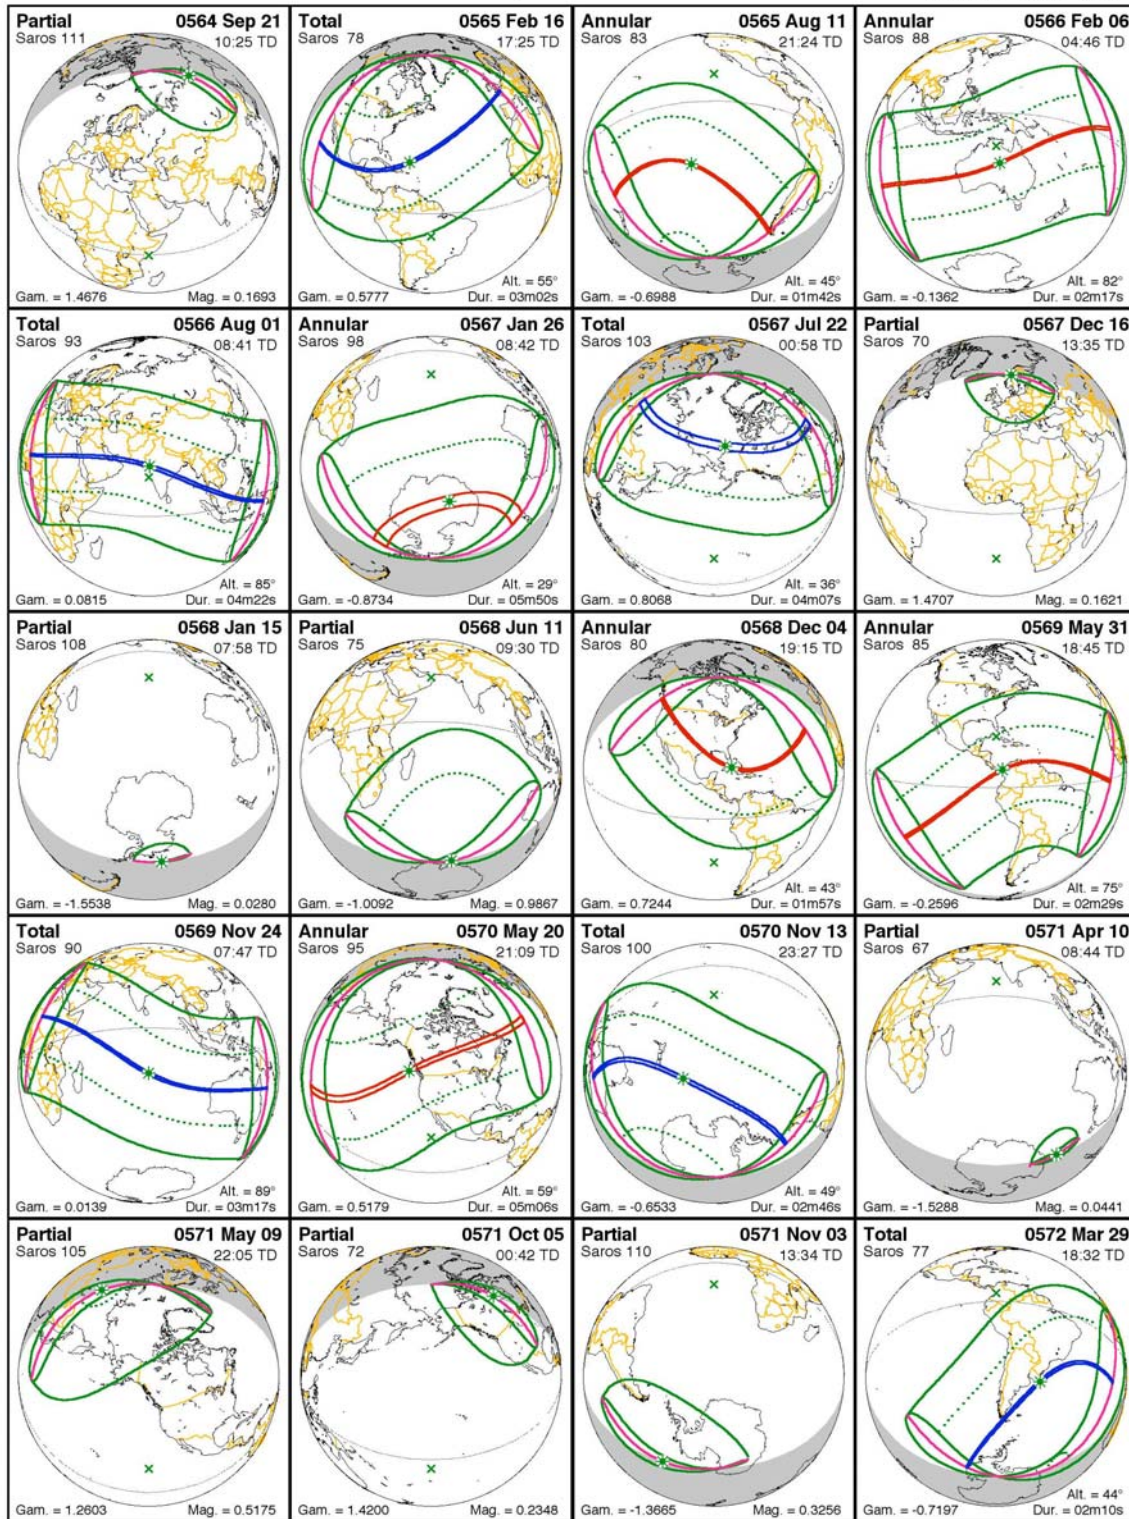 Partial 0564 Sep 21
Saros 111 10:25 TD
Gam. = 1.4676 Mag. = 0.1693
Total 0565 Feb 16
Saros 78 17:25 TD
Alt. = 55°
Gam. = 0.5777 Dur. = 03m02s
Annular 0565 Aug 11
Saros 83 21:24 TD
Alt. = 45°
Gam. = -0.6988 Dur. = 01m42s
Annular 0566 Feb 06
Saros 88 04:46 TD
Alt. = 82°
Gam. = -0.1362 Dur. = 02m17s
Total 0566 Aug 01
Saros 93 08:41 TD
Alt. = 85°
Gam. = 0.0815 Dur. = 04m22s
Annular 0567 Jan 26
Saros 98 08:42 TD
Alt. = 29°
Gam. = -0.8734 Dur. = 05m50s
Total 0567 Jul 22
Saros 103 00:58 TD
Alt. = 36°
Gam. = 0.8068 Dur. = 04m07s
Partial 0567 Dec 16
Saros 70 13:35 TD
Gam. = 1.4707 Mag. = 0.1621
Partial 0568 Jan 15
Saros 108 07:58 TD
Gam. = -1.5538 Mag. = 0.0280
Partial 0568 Jun 11
Saros 75 09:30 TD
Gam. = -1.0092 Mag. = 0.9867
Annular 0568 Dec 04
Saros 80 19:15 TD
Alt. = 43°
Gam. = 0.7244 Dur. = 01m57s
Annular 0569 May 31
Saros 85 18:45 TD
Alt. = 75°
Gam. = -0.2596 Dur. = 02m29s
Total 0569 Nov 24
Saros 90 07:47 TD
Alt. = 89°
Gam. = 0.0139 Dur. = 03m17s
Annular 0570 May 20
Saros 95 21:09 TD
Alt. = 59°
Gam. = 0.5179 Dur. = 05m06s
Total 0570 Nov 13
Saros 100 23:27 TD
Alt. = 49°
Gam. = -0.6533 Dur. = 02m46s
Partial 0571 Apr 10
Saros 67 08:44 TD
Gam. = -1.5288 Mag. = 0.0441
Partial 0571 May 09
Saros 105 22:05 TD
Gam. = 1.2603 Mag. = 0.5175
Partial 0571 Oct 05
Saros 72 00:42 TD
Gam. = 1.4200 Mag. = 0.2348
Partial 0571 Nov 03
Saros 110 13:34 TD
Gam. = -1.3665 Mag. = 0.3256
Total 0572 Mar 29
Saros 77 18:32 TD
Alt. = 44°
Gam. = -0.7197 Dur. = 02m10s